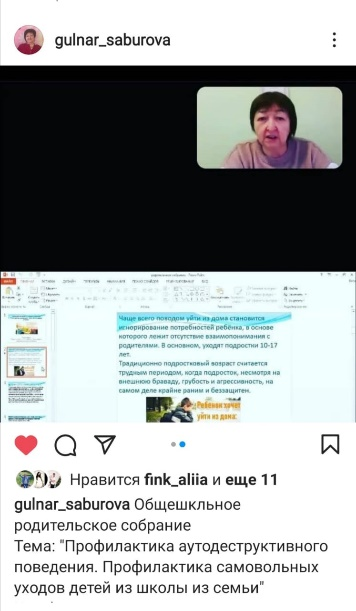 gulnar_saburova
Чаще всего походом уйти из дома становится
игнорирование потребностей ребенка, в основе
которого лежит отсутствие взаимопонимания с
родителями. В основном, уходят подростки 10-17
лет.
Традиционно подростковый возраст считается
трудным периодом, когда подросток, несмотря на
внешнюю браваду, грубость и агрессивность, на
самом деле крайне раним и беззащитен.
Ребенок хочет
уйти из дома:
Нравится fink_aliia и еще 11
gulnar_saburova Общешкльное
родительское собрание
Тема: "Профилактика аутодеструктивного
поведения. Профилактика самовольных
уходов детей из школы из семьи"